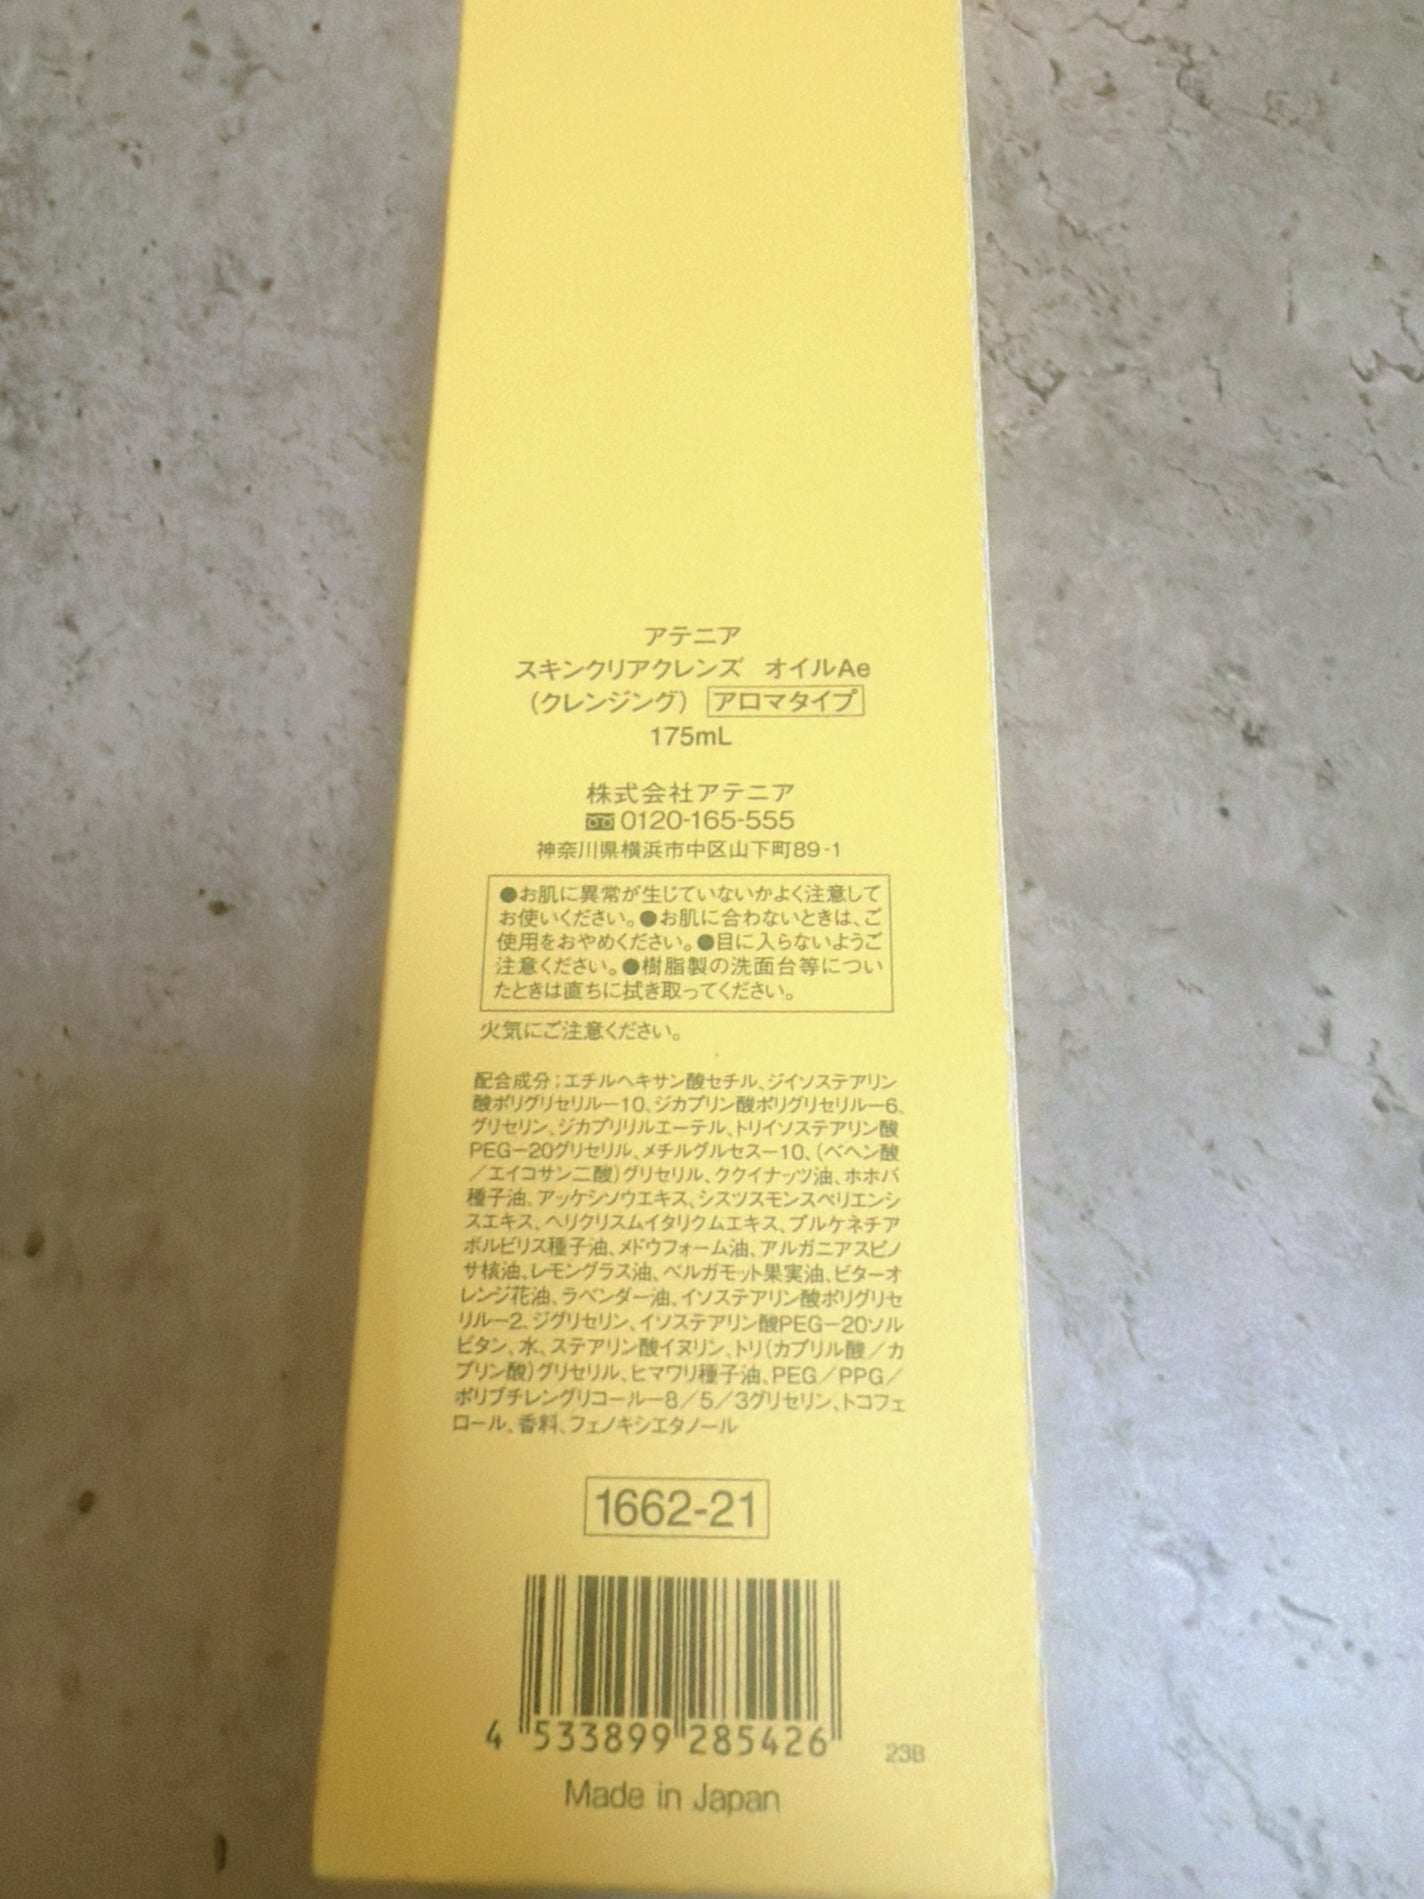 アテニア
スキンクリアクレンズ オイルAe
（クレンジング） アロマタイプ
175mL
株式会社アテニア
0120-165-555
神奈川県横浜市中区山下町89-1
●お肌に異常が生じていないかよく注意して
お使いください。●お肌に合わないときは、ご
使用をおやめください。●目に入らないようご
注意ください。●樹脂製の洗面台等につい
たときは直ちに拭き取ってください。
火気にご注意ください。
配合成分：エチルヘキサン酸セチル、ジイソステアリン
酸ポリグリセリル－10、ジカプリン酸ポリグリセリル－6、
グリセリン、ジカプリリルエーテル、トリイソステアリン酸
PEG－20グリセリル、メチルグルセス－10、（ベヘン酸
／エイコサン二酸）グリセリル、ククイナッツ油、ホホバ
種子油、アッケシソウエキス、シスツスモンスペリエンシ
スエキス、ヘリクリスムイタリクムエキス、プルケネチア
ボルビリス種子油、メドウフォーム油、アルガニアスピノ
サ核油、レモングラス油、ベルガモット果実油、ビターオ
レンジ花油、ラベンダー油、イソステアリン酸ポリグリセ
リル－2、ジグリセリン、イソステアリン酸PEG－20ソル
ビタン、水、ステアリン酸イヌリン、トリ（カプリル酸／カ
プリン酸）グリセリル、ヒマワリ種子油、PEG／PPG／
ポリブチレングリコール－8／5／3グリセリン、トコフェ
ロール、香料、フェノキシエタノール
1662-21
4 533899 285426
23B
Made in Japan